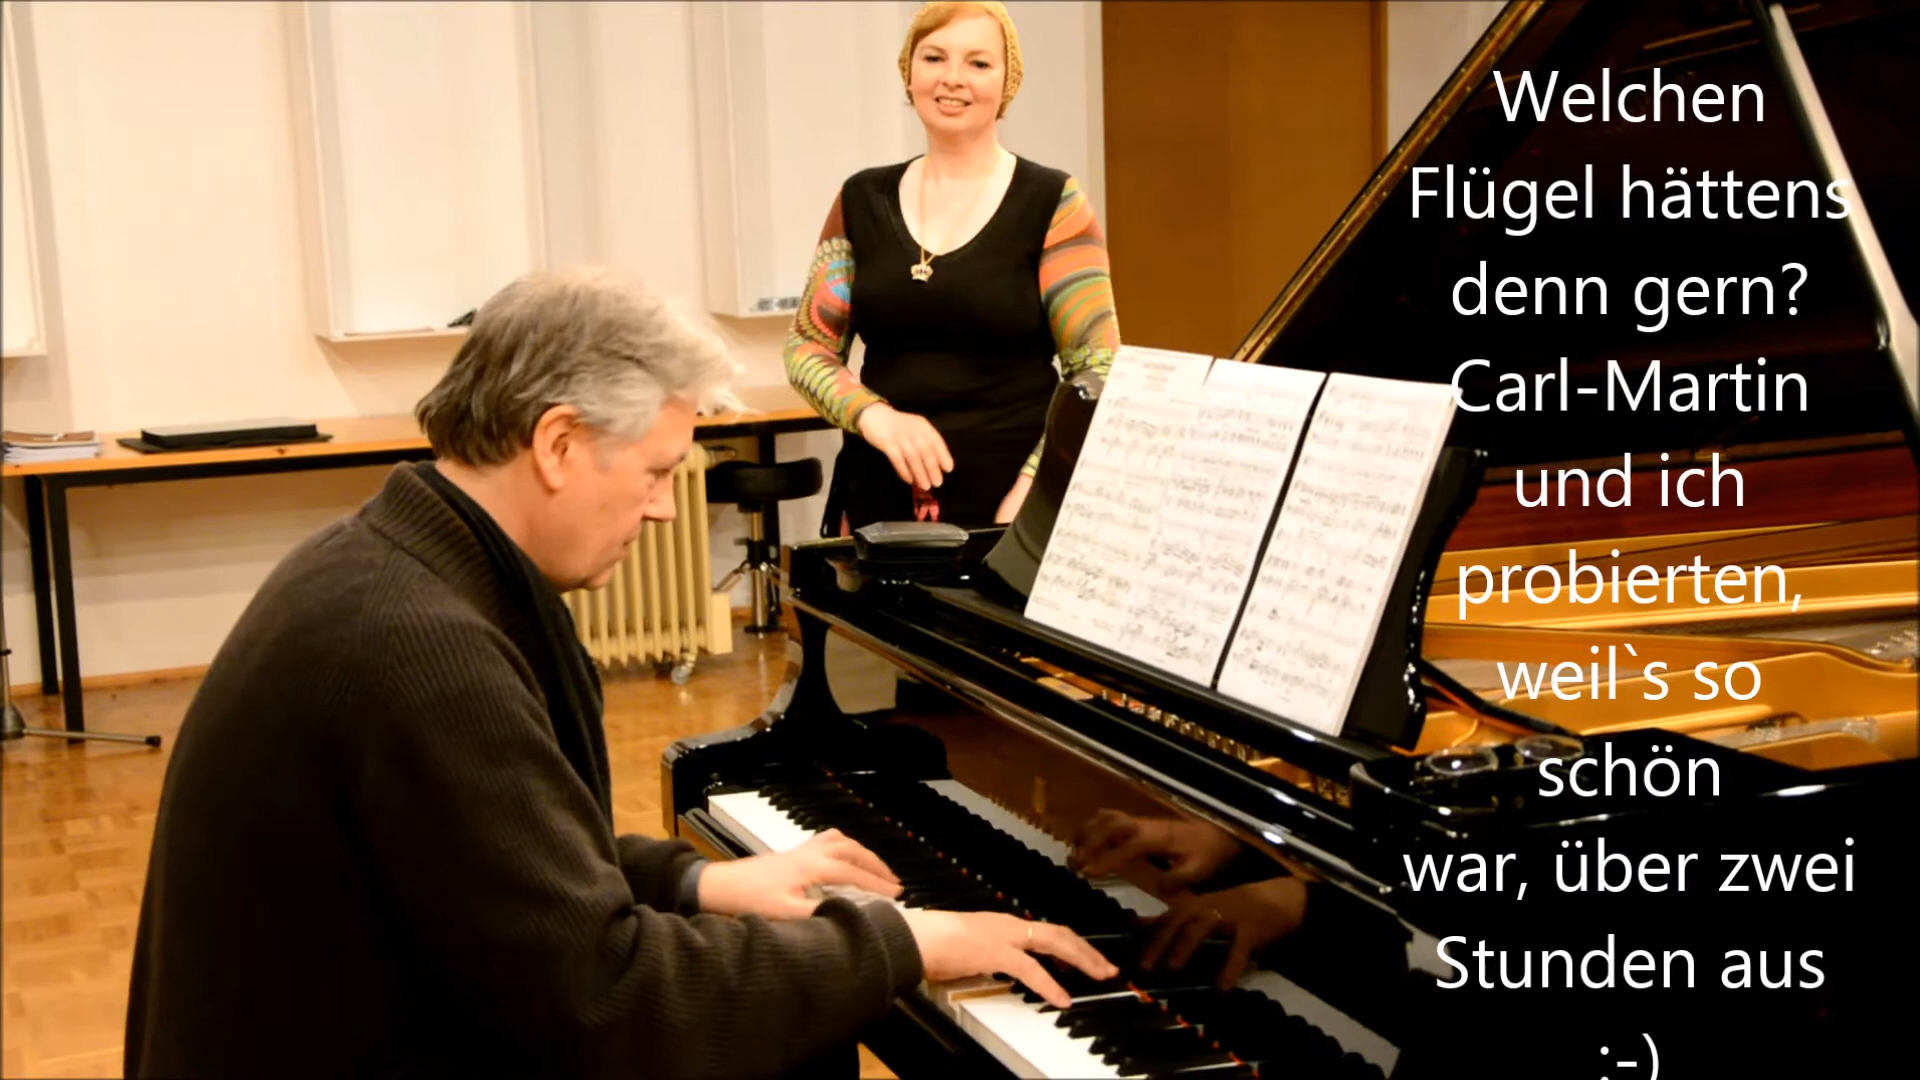 Welchen
Flügel hättens
denn gern?
Carl-Martin
und ich
probierten,
weil`s so
schön
war, über zwei
Stunden aus
:-)